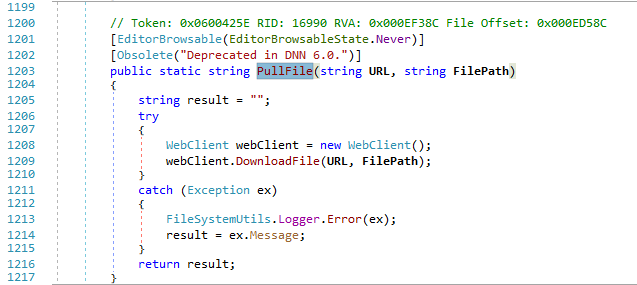 1199
1200 // Token: 0x0600425E RID: 16990 RVA: 0x000EF38C File Offset: 0x000ED58C
1201 [EditorBrowsable(EditorBrowsableState.Never)]
1202 [Obsolete("Deprecated in DNN 6.0.")]
1203 public static string PullFile(string URL, string FilePath)
1204 {
1205 string result = "";
1206 try
1207 {
1208 WebClient webClient = new WebClient();
1209 webClient.DownloadFile(URL, FilePath);
1210 }
1211 catch (Exception ex)
1212 {
1213 FileSystemUtils.Logger.Error(ex);
1214 result = ex.Message;
1215 }
1216 return result;
1217 }